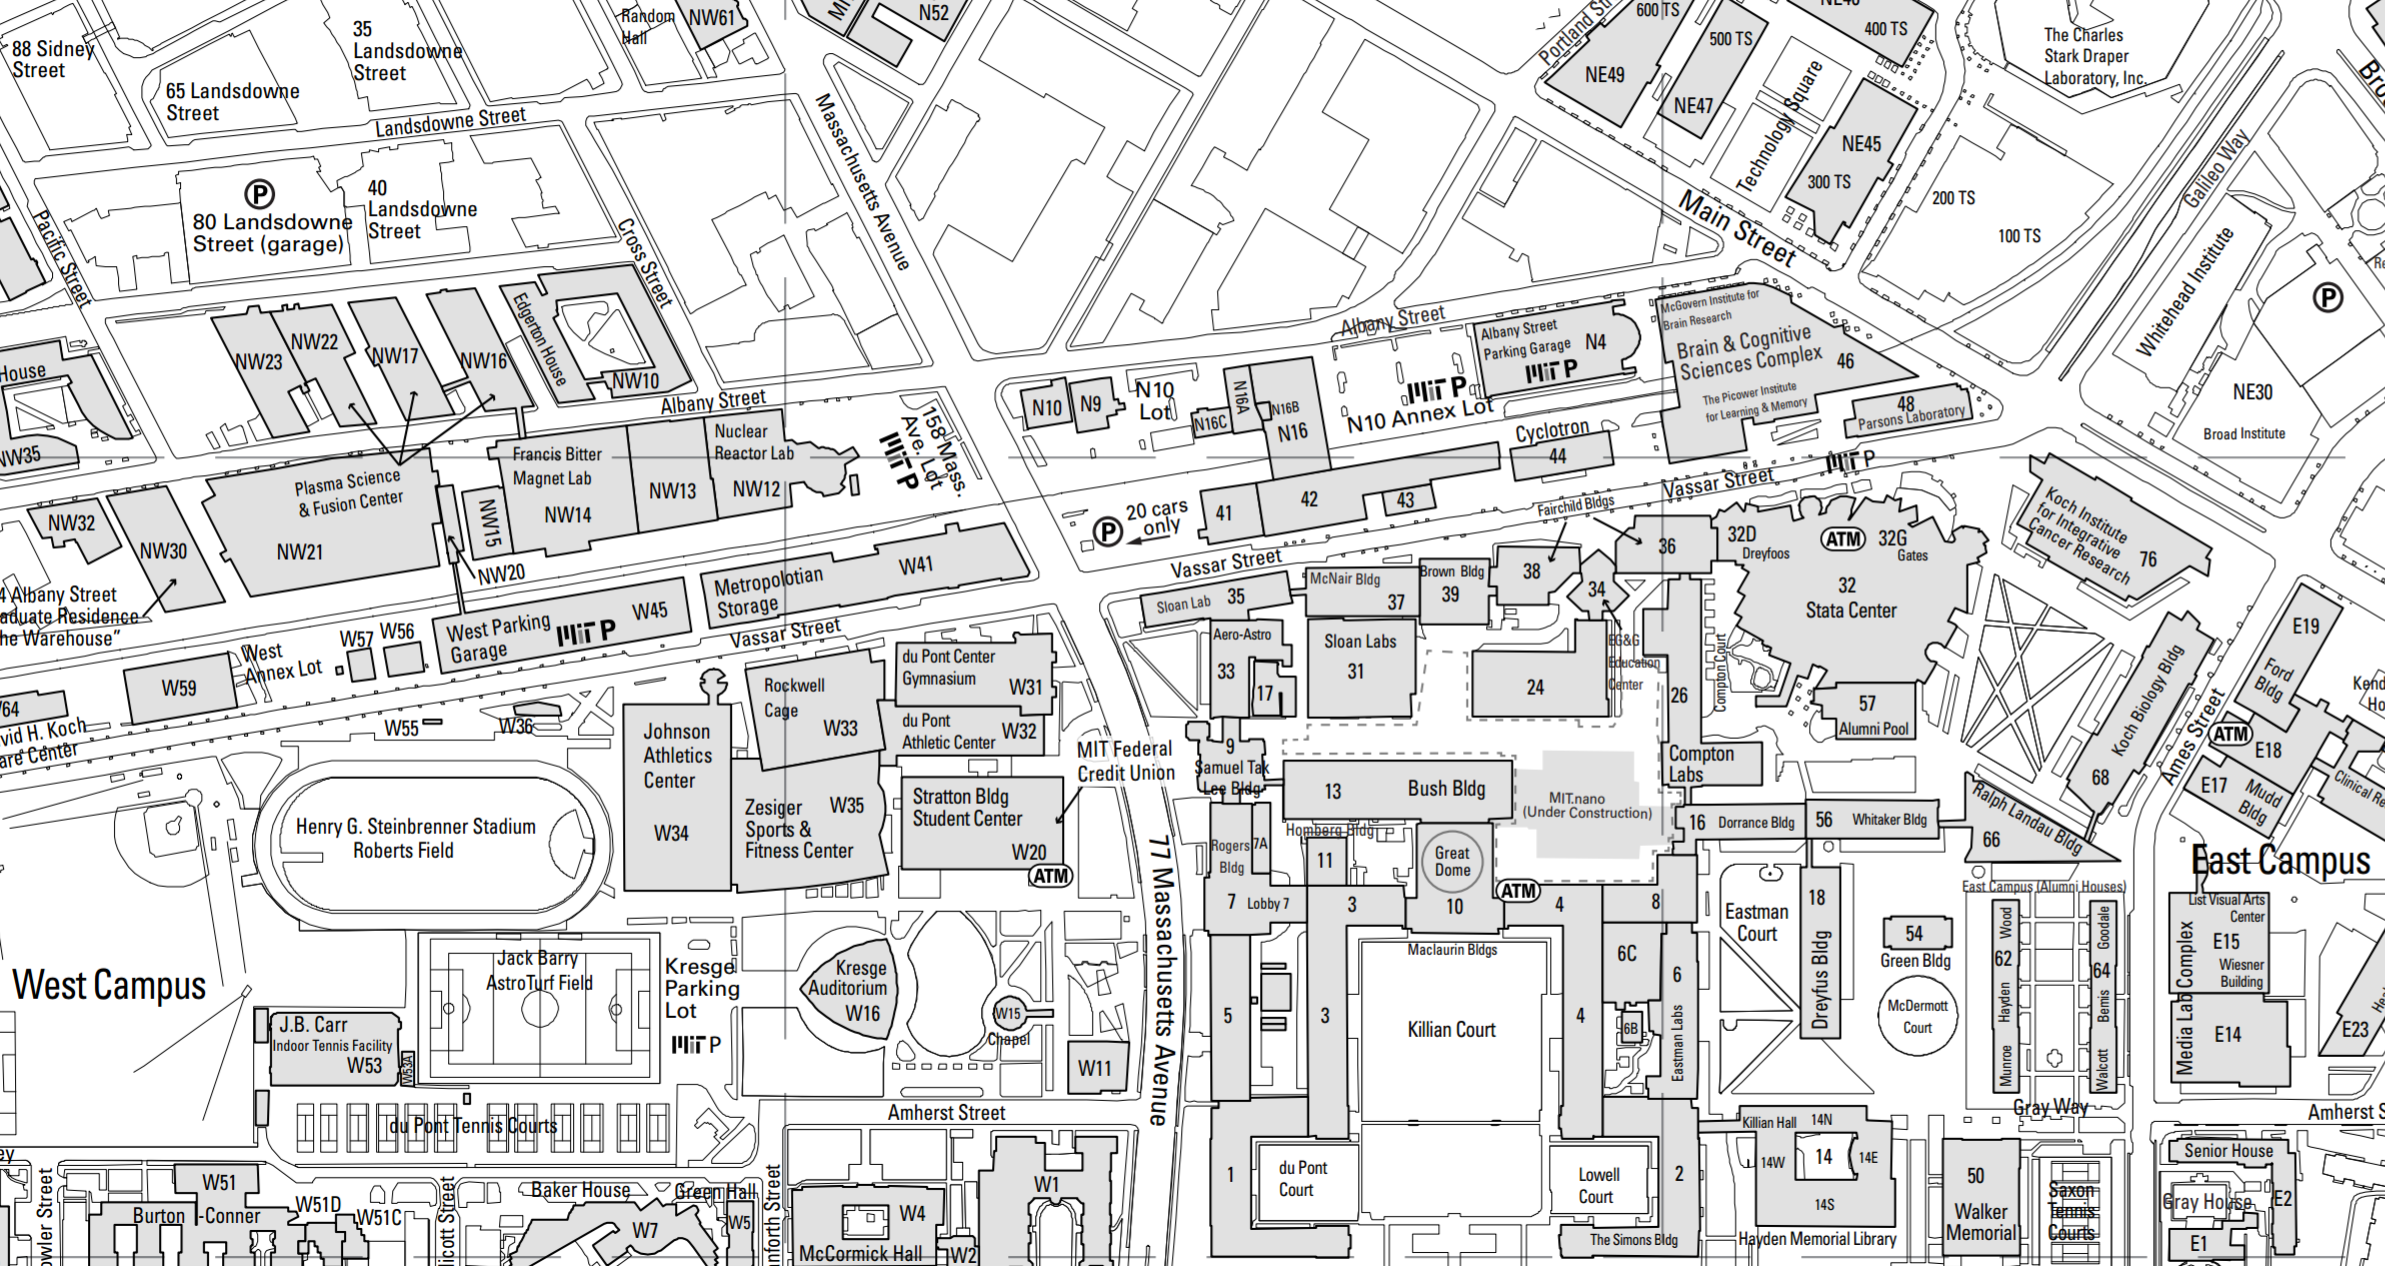 88 Sidney
Street
35
Landsdowne
Street
65 Landsdowne
Street
Landsdowne Street
Random
Hall
NW61
N52
Massachusetts Avenue
Portland
600 TS
500 TS
400 TS
NE49
NE47
Technology Square
NE45
300 TS
The Charles
Stark Draper
Laboratory, Inc.
200 TS
100 TS
Galileo Way
Main Street
Whitehead Institute
P
NE30
Broad Institute
Pacific Street
P
80 Landsdowne
Street (garage)
40
Landsdowne
Street
Cross Street
House
NW35
NW23
NW22
NW17
NW16
Edgerton House
NW10
Albany Street
Albany Street
N10
N9
N10
Lot
N16C
N16A
N16B
N16
MIT P
N10 Annex Lot
Albany Street
Parking Garage
N4
MIT P
McGovern Institute for
Brain Research
Brain & Cognitive
Sciences Complex
46
The Picower Institute
for Learning & Memory
48
Parsons Laboratory
Cyclotron
44
MIT P
Vassar Street
NW32
NW30
4 Albany Street
aduate Residence
he Warehouse”
Plasma Science
& Fusion Center
NW21
NW20
NW15
Francis Bitter
Magnet Lab
NW14
NW13
Nuclear
Reactor Lab
NW12
158 Mass.
Ave. Lot
MIT P
P
20 cars
only
41
42
43
Fairchild Bldgs
Vassar Street
Koch Institute
for Integrative
Cancer Research
76
W57
W56
West
Annex Lot
W59
West Parking
Garage
MIT P
W45
Metropolotian
Storage
W41
Vassar Street
Sloan Lab
35
McNair Bldg
37
Brown Bldg
39
38
34
36
32D
Dreyfoos
ATM
32G
Gates
32
Stata Center
EG&G
Education
Center
Aero-Astro
33
17
Sloan Labs
31
24
26
Compton Court
57
Alumni Pool
Koch Biology Bldg
68
Ames Street
E19
Ford
Bldg
ATM
E18
E17
Mudd
Bldg
64
vid H. Koch
are Center
W55
W36
Johnson
Athletics
Center
W34
Rockwell
Cage
W33
du Pont Center
Gymnasium
W31
du Pont
Athletic Center
W32
Zesiger
Sports &
Fitness Center
W35
Stratton Bldg
Student Center
W20
ATM
MIT Federal
Credit Union
Henry G. Steinbrenner Stadium
Roberts Field
9
Samuel Tak
Lee Bldg
13
Bush Bldg
MIT.nano
(Under Construction)
Compton
Labs
16
Dorrance Bldg
56
Whitaker Bldg
Ralph Landau Bldg
66
Rogers
Bldg
7A
Homberg Bldg
11
Great
Dome
ATM
7
Lobby 7
3
10
4
8
77 Massachusetts Avenue
East Campus
East Campus (Alumni Houses)
West Campus
Jack Barry
AstroTurf Field
Kresge
Parking
Lot
MIT P
Kresge
Auditorium
W16
W15
Chapel
W11
J.B. Carr
Indoor Tennis Facility
W53
W53A
du Pont Tennis Courts
Amherst Street
5
3
Maclaurin Bldgs
Killian Court
4
6C
6
6B
Eastman Labs
Eastman
Court
18
Dreyfus Bldg
54
Green Bldg
McDermott
Court
Wood
62
Hayden
Munroe
Goodale
64
Bemis
Walcott
List Visual Arts
Center
E15
Wiesner
Building
Media Lab Complex
E14
E23
Gray Way
Amherst S
W51
Burton - Conner
W51D
W51C
Baker House
W7
Green Hall
W5
W4
McCormick Hall
W2
W1
1
du Pont
Court
Lowell
Court
2
The Simons Bldg
Killian Hall
14N
14W
14
14E
14S
Hayden Memorial Library
50
Walker
Memorial
Saxon
Tennis
Courts
Senior House
Gray House
E2
E1